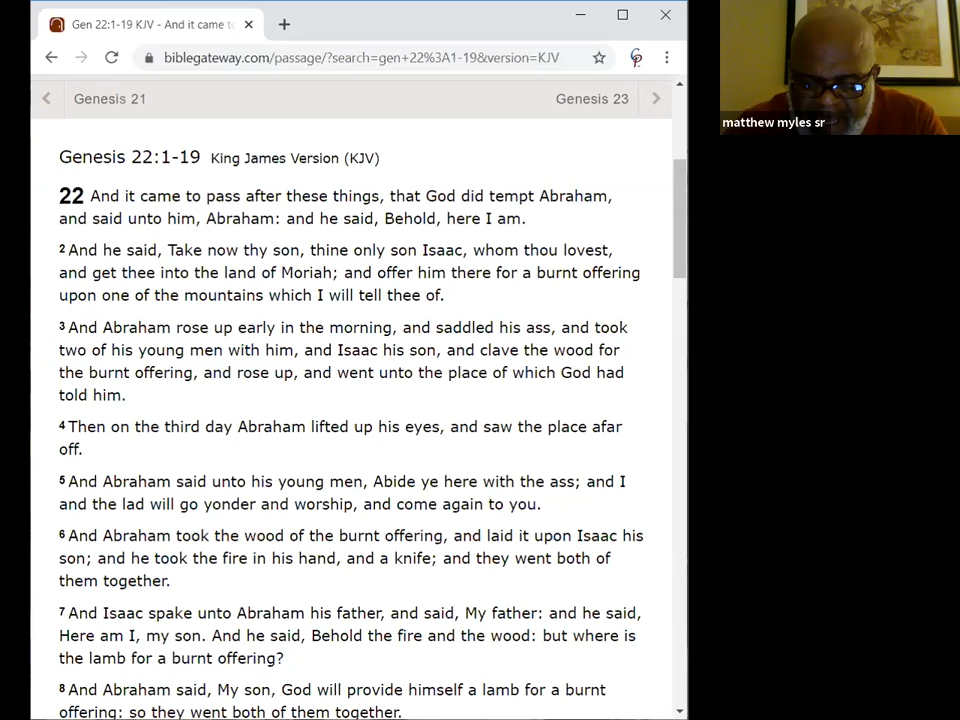 Gen 22:1-19 KJV - And it came to
biblegateway.com/passage/?search=gen+22%3A1-19&version=KJV
Genesis 21
Genesis 23
matthew myles sr
Genesis 22:1-19 King James Version (KJV)
22 And it came to pass after these things, that God did tempt Abraham,
and said unto him, Abraham: and he said, Behold, here I am.
2 And he said, Take now thy son, thine only son Isaac, whom thou lovest,
and get thee into the land of Moriah; and offer him there for a burnt offering
upon one of the mountains which I will tell thee of.
3 And Abraham rose up early in the morning, and saddled his ass, and took
two of his young men with him, and Isaac his son, and clave the wood for
the burnt offering, and rose up, and went unto the place of which God had
told him.
4 Then on the third day Abraham lifted up his eyes, and saw the place afar
off.
5 And Abraham said unto his young men, Abide ye here with the ass; and I
and the lad will go yonder and worship, and come again to you.
6 And Abraham took the wood of the burnt offering, and laid it upon Isaac his
son; and he took the fire in his hand, and a knife; and they went both of
them together.
7 And Isaac spake unto Abraham his father, and said, My father: and he said,
Here am I, my son. And he said, Behold the fire and the wood: but where is
the lamb for a burnt offering?
8 And Abraham said, My son, God will provide himself a lamb for a burnt
offering: so they went both of them together.